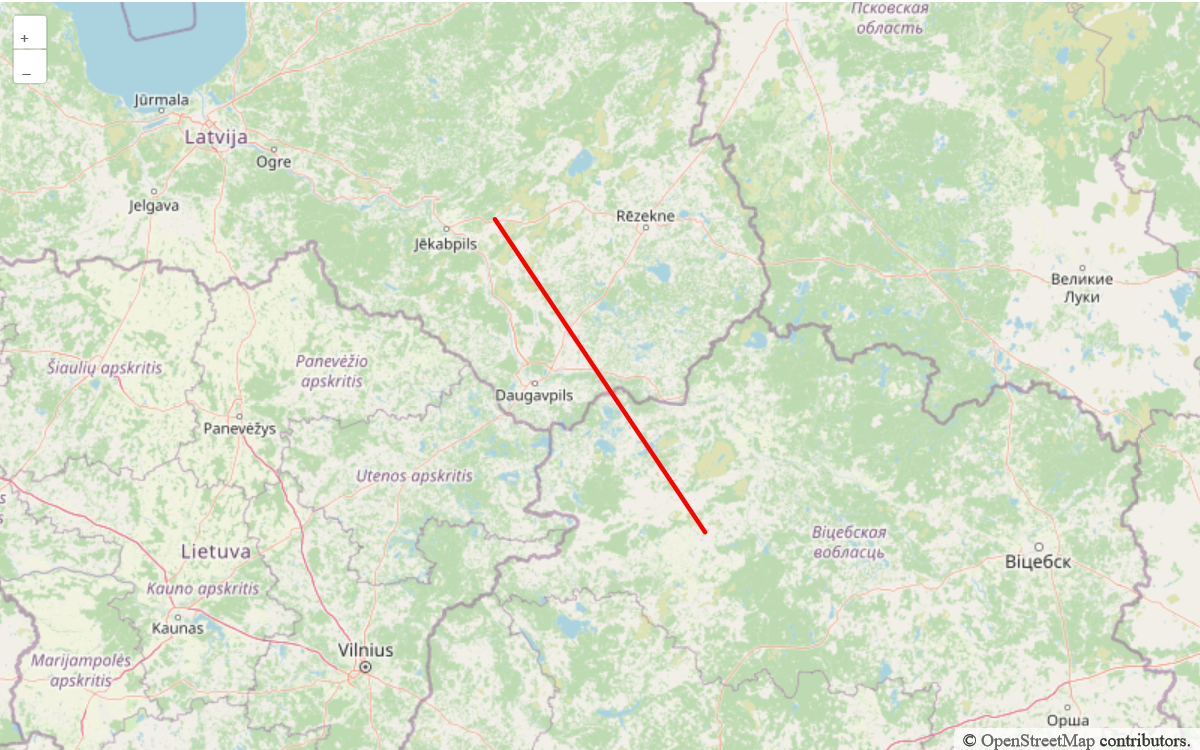 Псковская
область
+
–
Jūrmala
Latvija
Ogre
Jelgava
Rēzekne
Jēkabpils
Великие
Луки
Šiaulių apskritis
Panevėžio
apskritis
Daugavpils
Panevėžys
Utenos apskritis
s
s
Віцебская
вобласць
Lietuva
Віцебск
Kauno apskritis
Kaunas
Vilnius
Marijampolės
apskritis
Орша
© OpenStreetMap contributors.